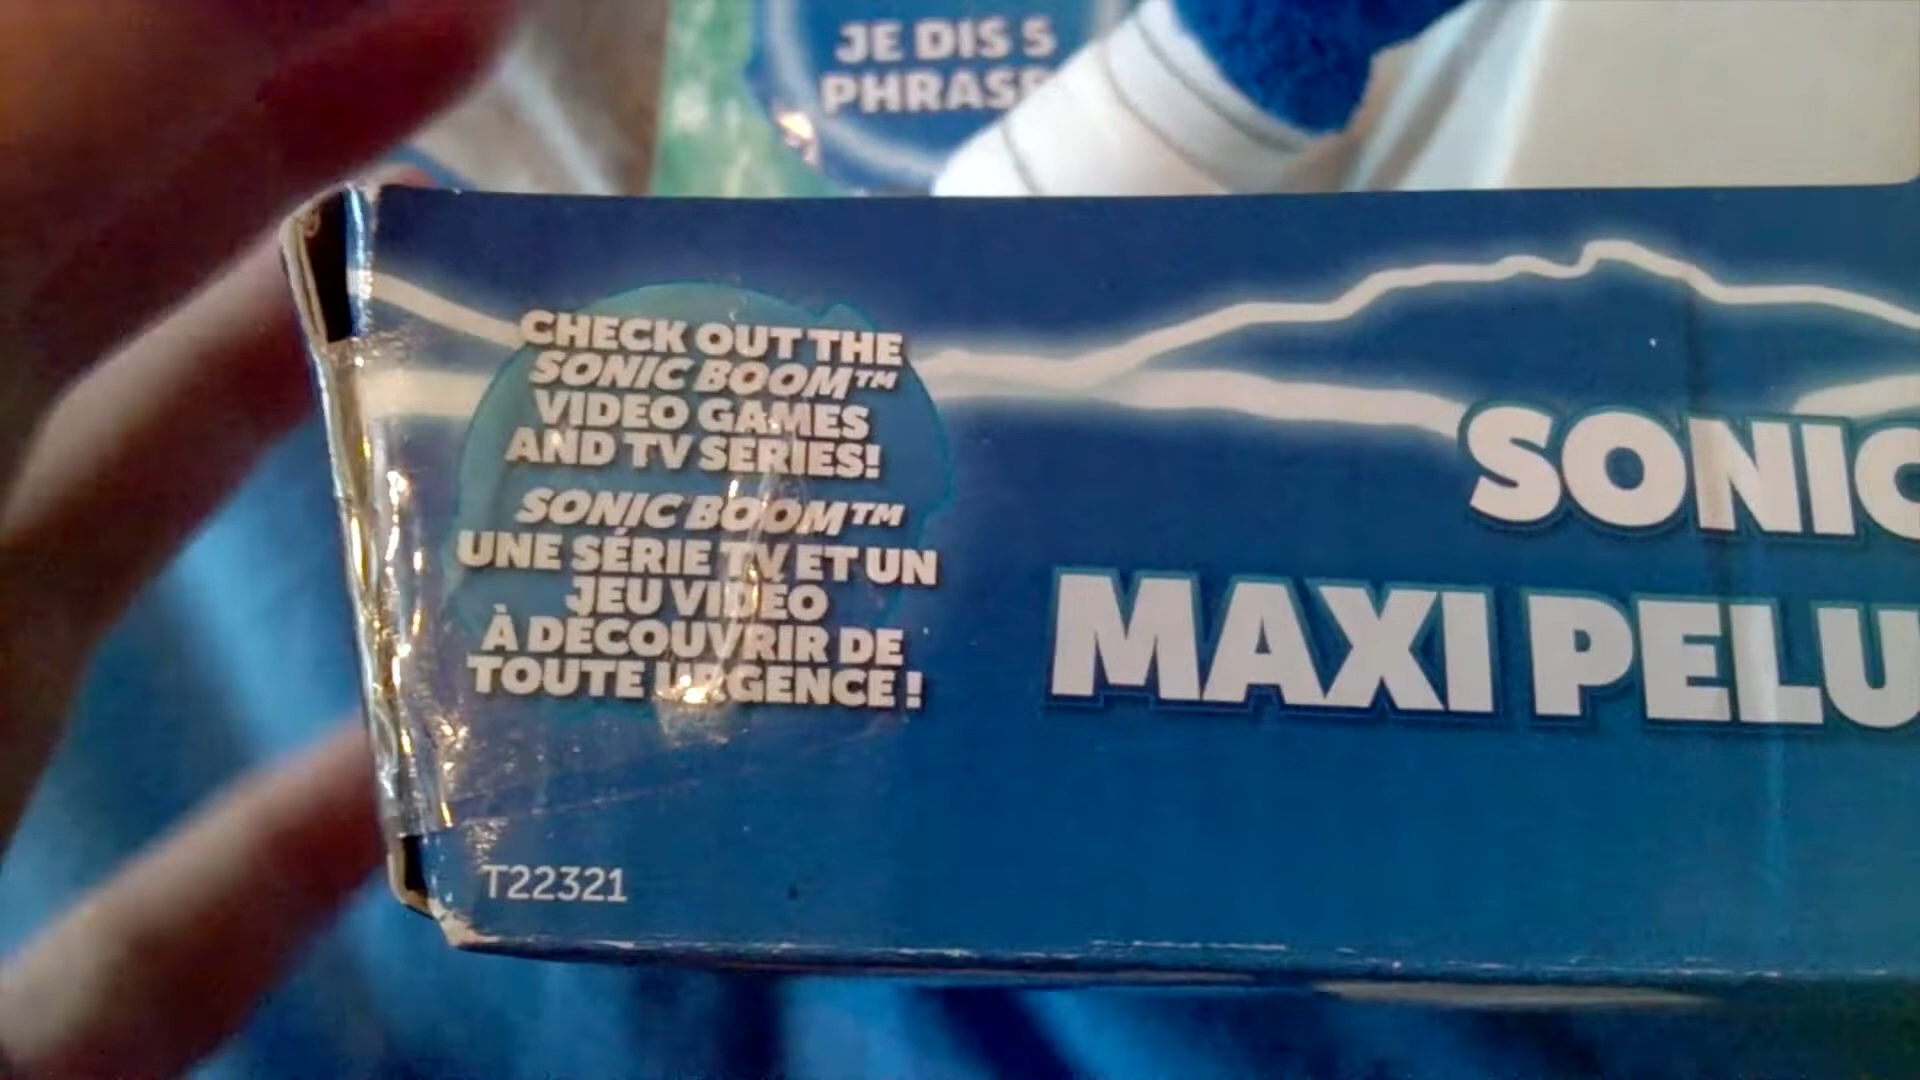 JE DIS 5
CHECK OUT THE
SONIC BOOM™
VIDEO GAMES
AND TV SERIES!
SONIC BOOM™
UNE SÉRIE TV ET UN
JEU VIDÉO
À DÉCOUVRIR DE
TOUTE URGENCE !
SONIC
MAXI PELU
T22321